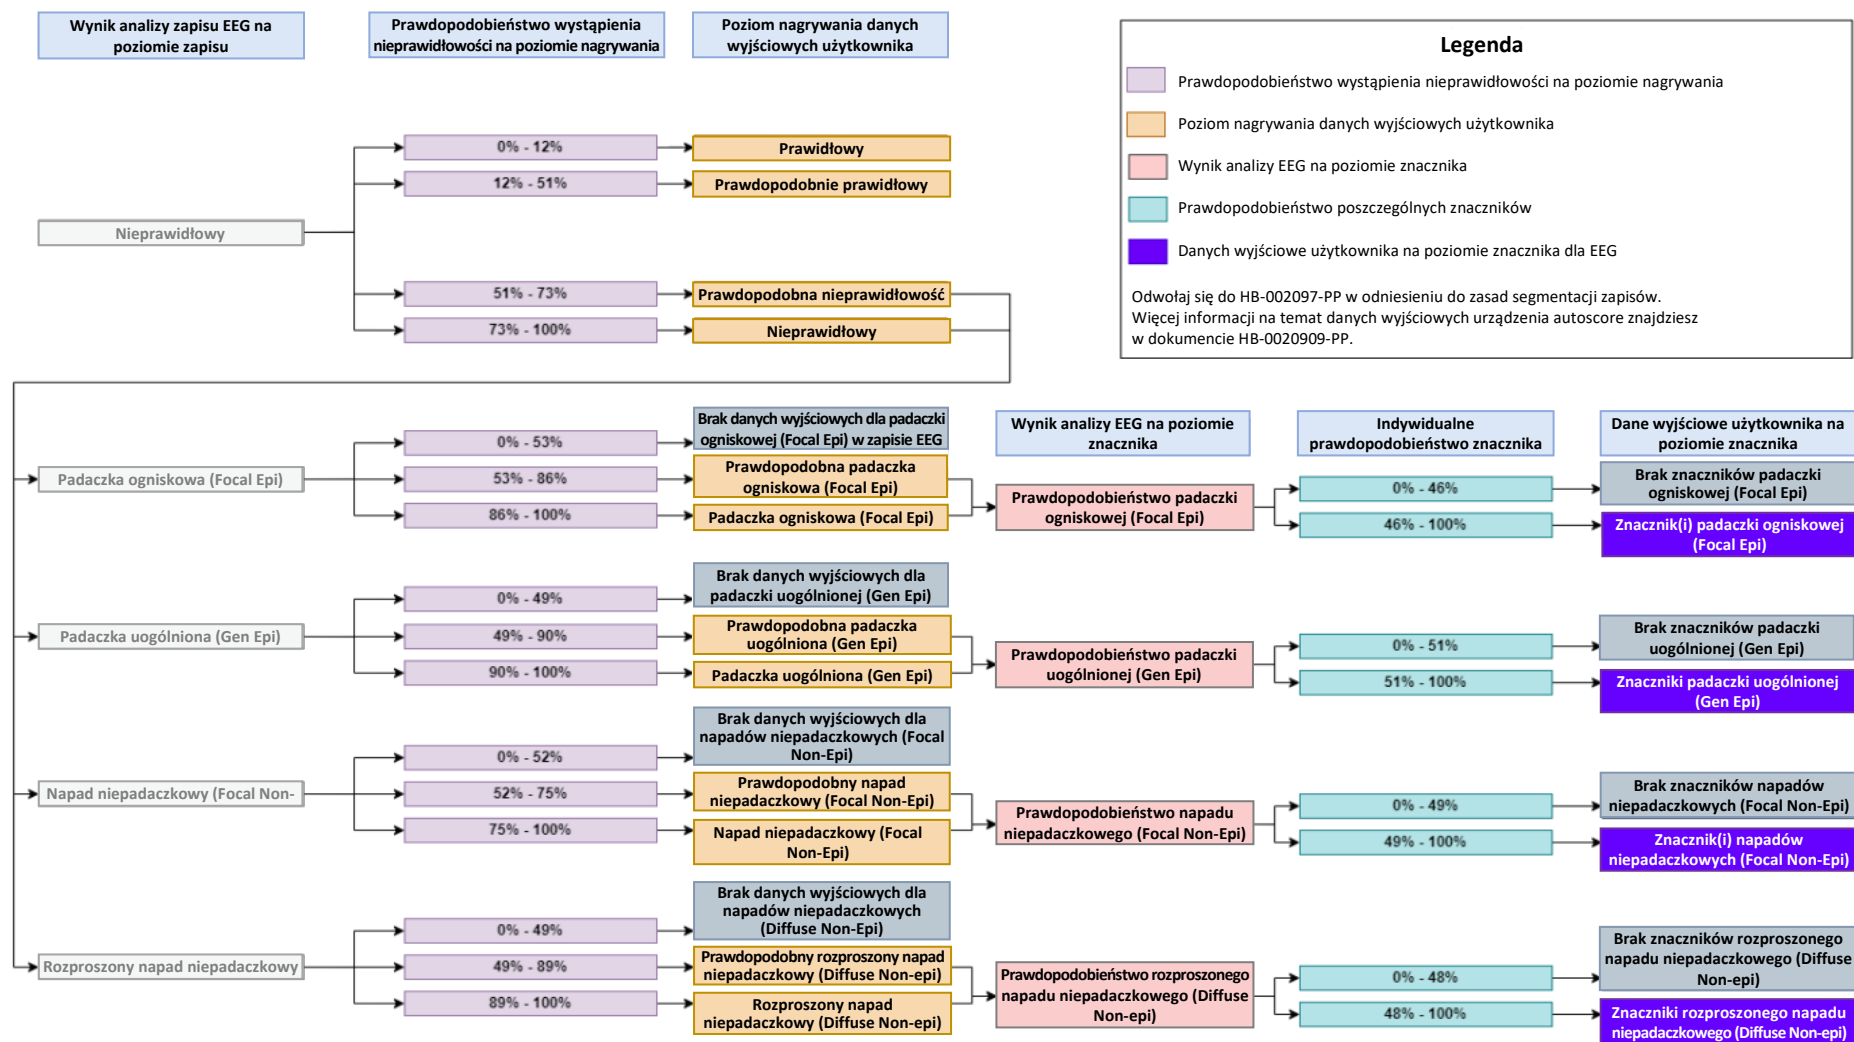 Wynik analizy zapisu EEG na
poziomie zapisu
Prawdopodobieństwo wystąpienia
nieprawidłowości na poziomie nagrywania
Poziom nagrywania danych
wyjściowych użytkownika
Legenda
Prawdopodobieństwo wystąpienia nieprawidłowości na poziomie nagrywania
Poziom nagrywania danych wyjściowych użytkownika
Wynik analizy EEG na poziomie znacznika
Prawdopodobieństwo poszczególnych znaczników
Danych wyjściowe użytkownika na poziomie znacznika dla EEG
Odwołaj się do HB-002097-PP w odniesieniu do zasad segmentacji zapisów.
Więcej informacji na temat danych wyjściowych urządzenia autoscore znajdziesz
w dokumencie HB-0020909-PP.
Nieprawidłowy
0% - 12%
Prawidłowy
12% - 51%
Prawdopodobnie prawidłowy
51% - 73%
Prawdopodobna nieprawidłowość
73% - 100%
Nieprawidłowy
Wynik analizy EEG na poziomie
znacznika
Indywidualne
prawdopodobieństwo znacznika
Dane wyjściowe użytkownika na
poziomie znacznika
Padaczka ogniskowa (Focal Epi)
0% - 53%
Brak danych wyjściowych dla padaczki
ogniskowej (Focal Epi) w zapisie EEG
53% - 86%
Prawdopodobna padaczka
ogniskowa (Focal Epi)
86% - 100%
Padaczka ogniskowa (Focal Epi)
Prawdopodobieństwo padaczki
ogniskowej (Focal Epi)
0% - 46%
Brak znaczników padaczki
ogniskowej (Focal Epi)
46% - 100%
Znacznik(i) padaczki ogniskowej
(Focal Epi)
Padaczka uogólniona (Gen Epi)
0% - 49%
Brak danych wyjściowych dla
padaczki uogólnionej (Gen Epi)
49% - 90%
Prawdopodobna padaczka
uogólniona (Gen Epi)
90% - 100%
Padaczka uogólniona (Gen Epi)
Prawdopodobieństwo padaczki
uogólnionej (Gen Epi)
0% - 51%
Brak znaczników padaczki
uogólnionej (Gen Epi)
51% - 100%
Znaczniki padaczki uogólnionej
(Gen Epi)
Napad niepadaczkowy (Focal Non-
0% - 52%
Brak danych wyjściowych dla
napadów niepadaczkowych (Focal
Non-Epi)
52% - 75%
Prawdopodobny napad
niepadaczkowy (Focal Non-Epi)
75% - 100%
Napad niepadaczkowy (Focal
Non-Epi)
Prawdopodobieństwo napadu
niepadaczkowego (Focal Non-Epi)
0% - 49%
Brak znaczników napadów
niepadaczkowych (Focal Non-Epi)
49% - 100%
Znacznik(i) napadów
niepadaczkowych (Focal Non-Epi)
Rozproszony napad niepadaczkowy
0% - 49%
Brak danych wyjściowych dla
napadów niepadaczkowych
(Diffuse Non-Epi)
49% - 89%
Prawdopodobny rozproszony napad
niepadaczkowy (Diffuse Non-epi)
89% - 100%
Rozproszony napad
niepadaczkowy (Diffuse Non-epi)
Prawdopodobieństwo rozproszonego
napadu niepadaczkowego (Diffuse
Non-epi)
0% - 48%
Brak znaczników rozproszonego
napadu niepadaczkowego (Diffuse
Non-epi)
48% - 100%
Znaczniki rozproszonego napadu
niepadaczkowego (Diffuse Non-epi)